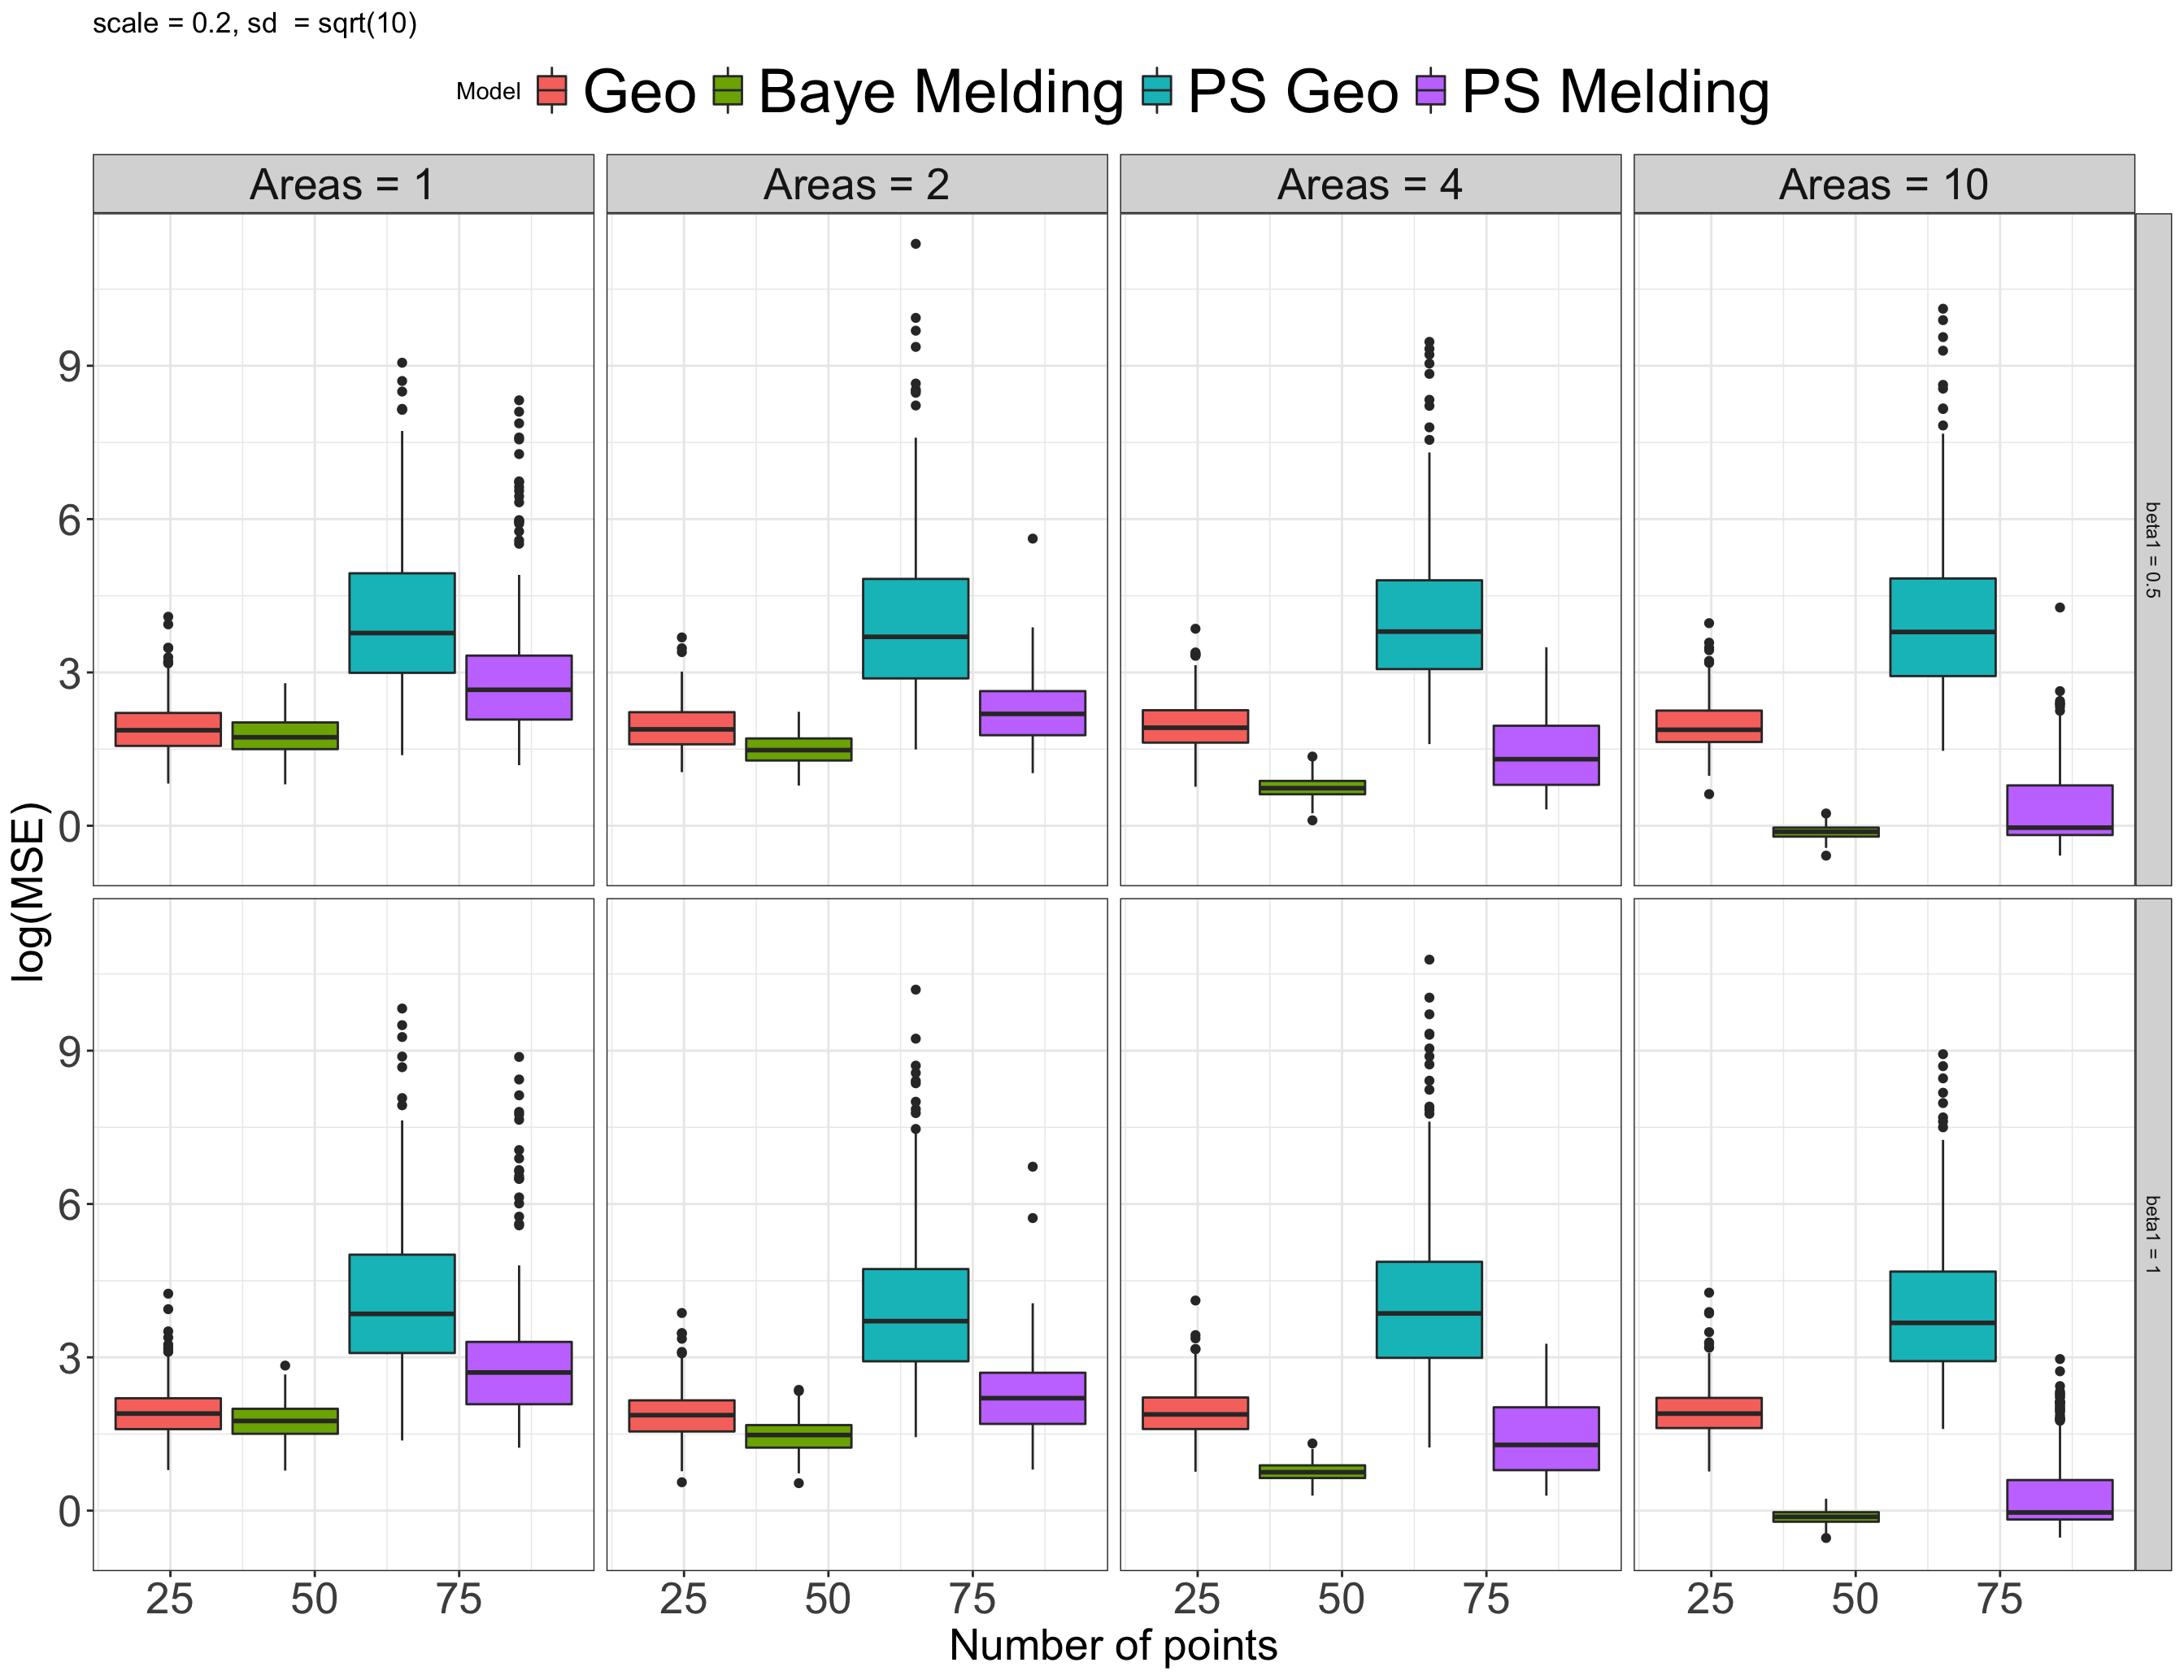 scale = 0.2, sd  = sqrt(10)
Model Geo Baye Melding PS Geo PS Melding
Areas = 1 Areas = 2 Areas = 4 Areas = 10
beta1 = 0.5
9
6
3
0
log(MSE)
beta1 = 1
9
6
3
0
25 50 75 25 50 75 25 50 75 25 50 75
Number of points